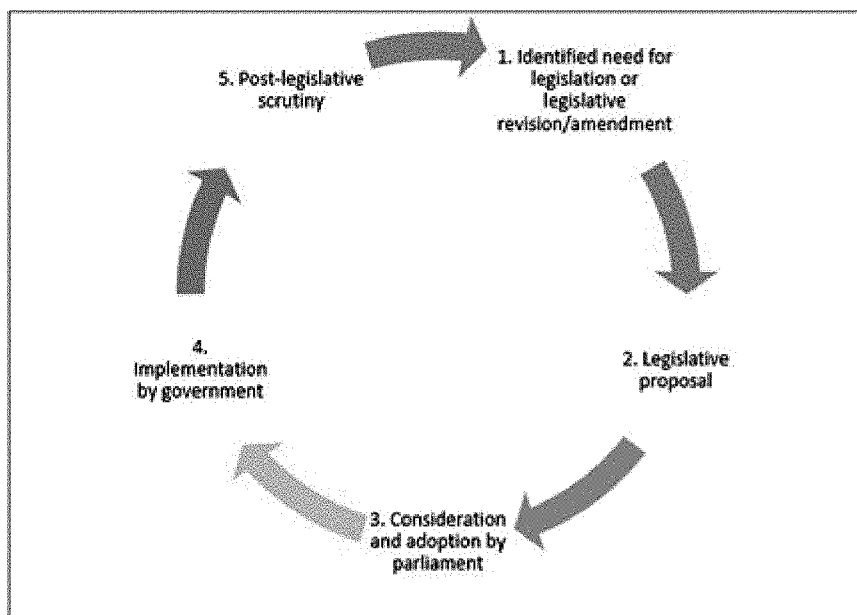 1. Identified need for
legislation or
legislative
revision/amendment
2. Legislative
proposal
3. Consideration
and adoption by
parliament
4.
Implementation
by government
5. Post-legislative
scrutiny